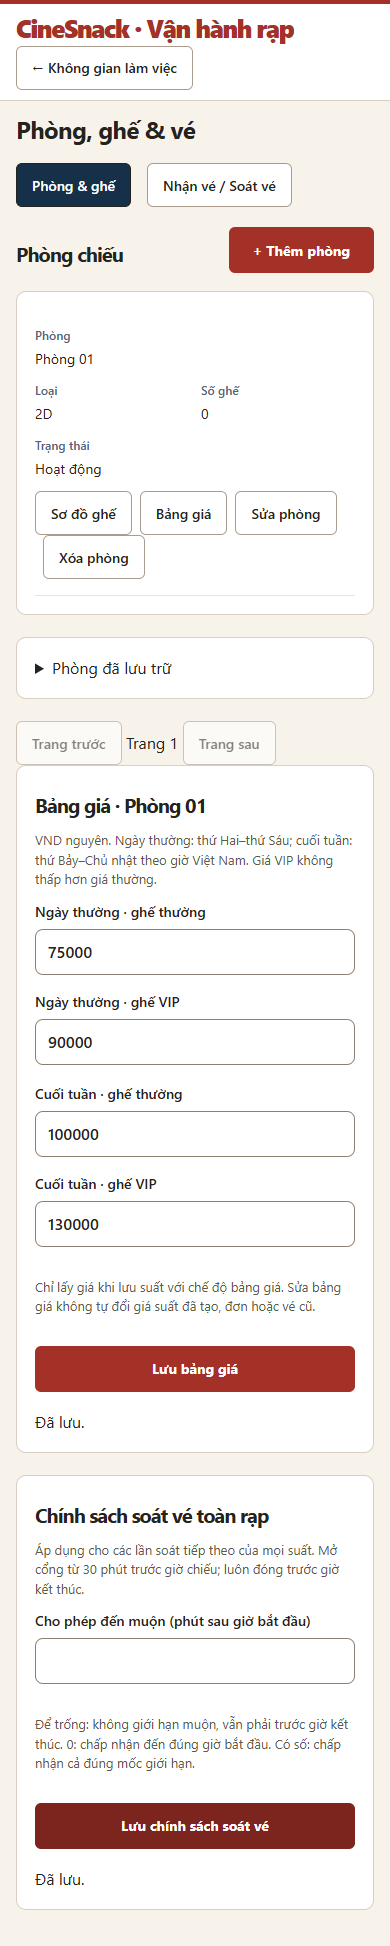 CineSnack · Vận hành rạp
← Không gian làm việc
Phòng, ghế & vé
Phòng & ghế
Nhận vé / Soát vé
Phòng chiếu
+ Thêm phòng
Phòng
Phòng 01
Loại
Số ghế
2D
0
Trạng thái
Hoạt động
Sơ đồ ghế
Bảng giá
Sửa phòng
Xóa phòng
▶ Phòng đã lưu trữ
Trang trước
Trang 1
Trang sau
Bảng giá · Phòng 01
VND nguyên. Ngày thường: thứ Hai–thứ Sáu; cuối tuần:
thứ Bảy–Chủ nhật theo giờ Việt Nam. Giá VIP không
thấp hơn giá thường.
Ngày thường · ghế thường
75000
Ngày thường · ghế VIP
90000
Cuối tuần · ghế thường
100000
Cuối tuần · ghế VIP
130000
Chỉ lấy giá khi lưu suất với chế độ bảng giá. Sửa bảng
giá không tự đổi giá suất đã tạo, đơn hoặc vé cũ.
Lưu bảng giá
Đã lưu.
Chính sách soát vé toàn rạp
Áp dụng cho các lần soát tiếp theo của mọi suất. Mở
cổng từ 30 phút trước giờ chiếu; luôn đóng trước giờ
kết thúc.
Cho phép đến muộn (phút sau giờ bắt đầu)
Để trống: không giới hạn muộn, vẫn phải trước giờ kết
thúc. 0: chấp nhận đến đúng giờ bắt đầu. Có số: chấp
nhận cả đúng mốc giới hạn.
Lưu chính sách soát vé
Đã lưu.